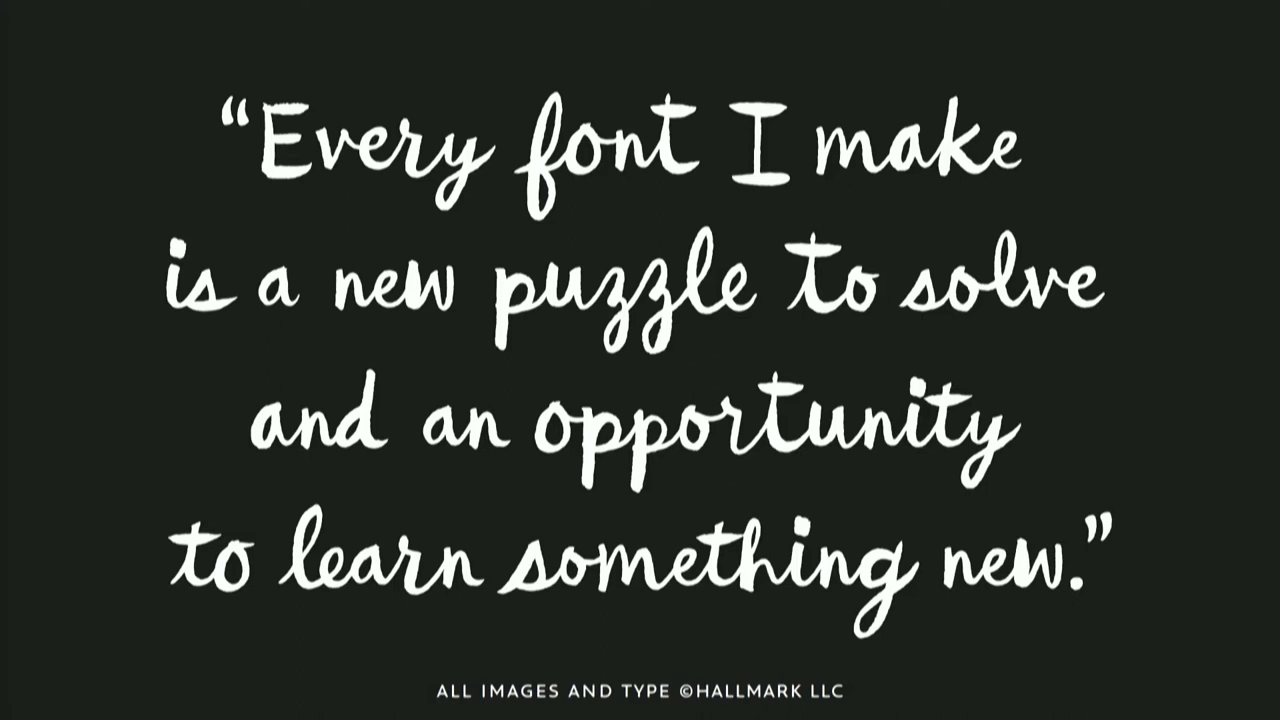 “Every font I make
is a new puzzle to solve
and an opportunity
to learn something new.”
ALL IMAGES AND TYPE ©HALLMARK LLC